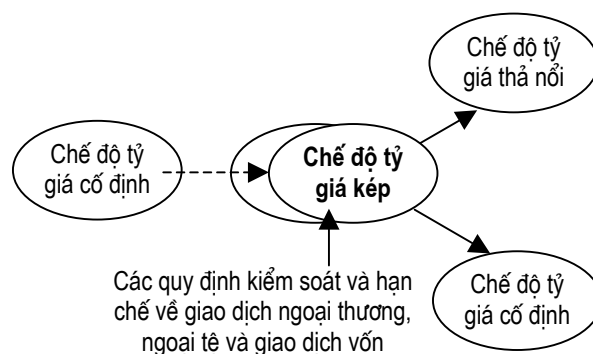 Chế độ tỷ
giá thả nổi
Chế độ tỷ
giá cố định
Chế độ tỷ
giá kép
Các quy định kiểm soát và hạn
chế về giao dịch ngoại thương,
ngoại tệ và giao dịch vốn
Chế độ tỷ
giá cố định